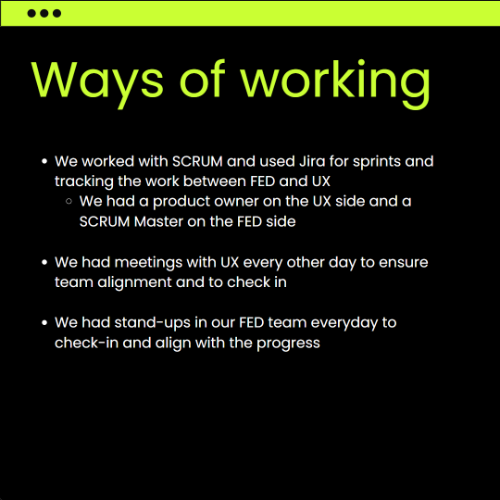 Ways of working
• We worked with SCRUM and used Jira for sprints and
tracking the work between FED and UX
◦ We had a product owner on the UX side and a
SCRUM Master on the FED side
• We had meetings with UX every other day to ensure
team alignment and to check in
• We had stand-ups in our FED team everyday to
check-in and align with the progress